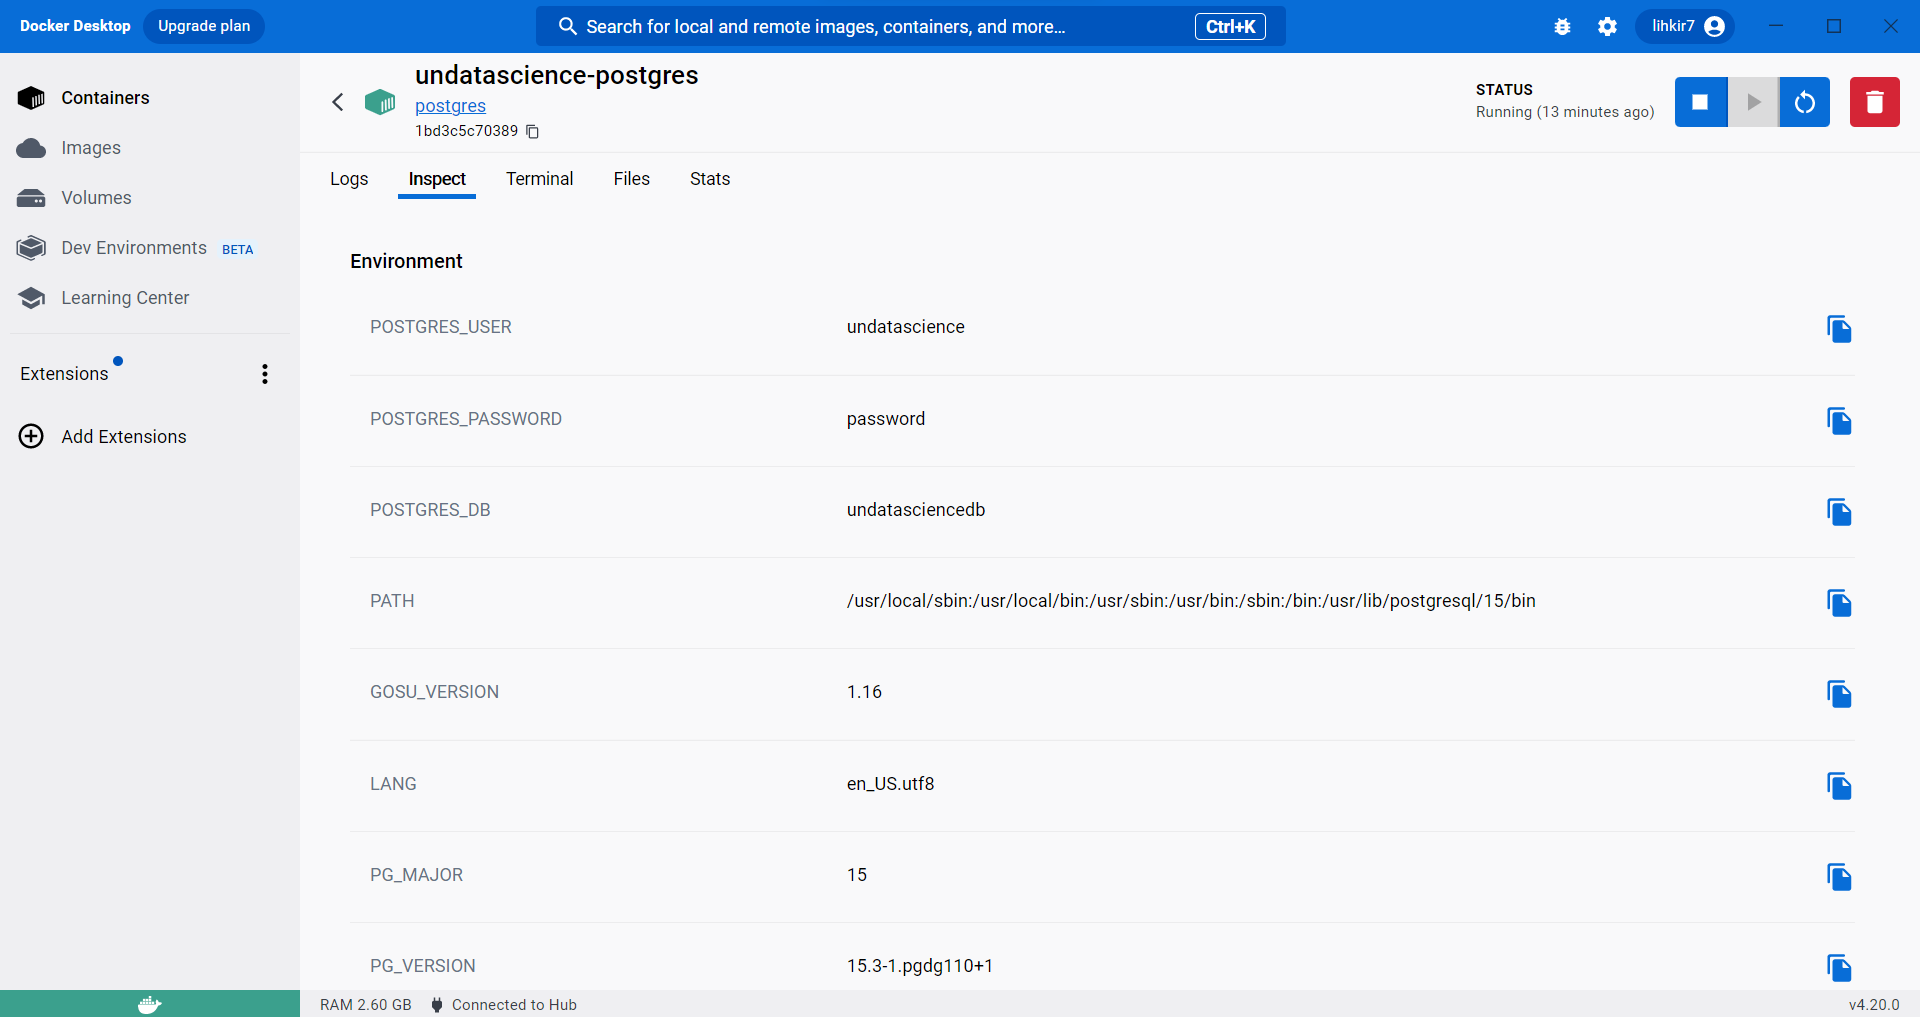 Docker Desktop Upgrade plan Search for local and remote images, containers, and more... Ctrl+K lihkir7
Containers
Images
Volumes
Dev Environments BETA
Learning Center
Extensions
Add Extensions
undatascience-postgres
postgres
1bd3c5c70389
STATUS
Running (13 minutes ago)
Logs Inspect Terminal Files Stats
Environment
POSTGRES_USER undatascience
POSTGRES_PASSWORD password
POSTGRES_DB undatasciencedb
PATH /usr/local/sbin:/usr/local/bin:/usr/sbin:/usr/bin:/sbin:/bin:/usr/lib/postgresql/15/bin
GOSU_VERSION 1.16
LANG en_US.utf8
PG_MAJOR 15
PG_VERSION 15.3-1.pgdg110+1
RAM 2.60 GB Connected to Hub v4.20.0